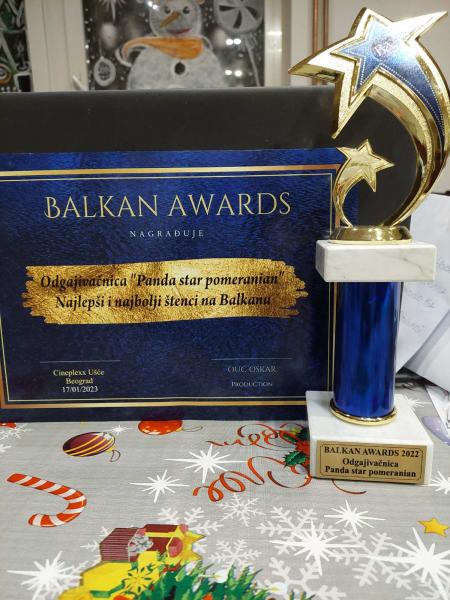 BALKAN AWARDS
NAGRAĐUJE
Odgajivačnica "Panda star pomeranian"
Najlepši i najbolji štenci na Balkanu
Cineplexx Ušće
Beograd
17/01/2023
OUC OSKAR
PRODUCTION
BALKAN AWARDS 2022
Odgajivačnica
Panda star pomeranian